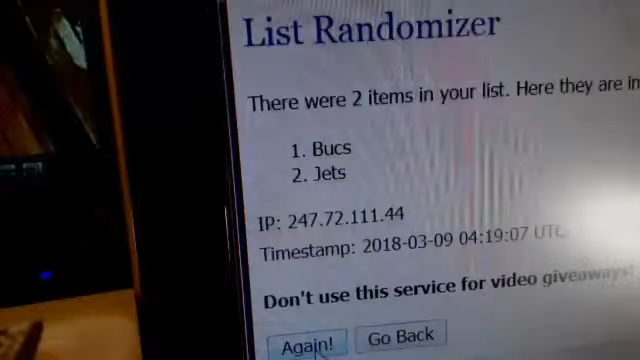 List Randomizer
There were 2 items in your list. Here they are in
1. Bucs
2. Jets
IP: 247.72.111.44
Timestamp: 2018-03-09 04:19:07 UTC
Don't use this service for video giveaways!
Again! Go Back